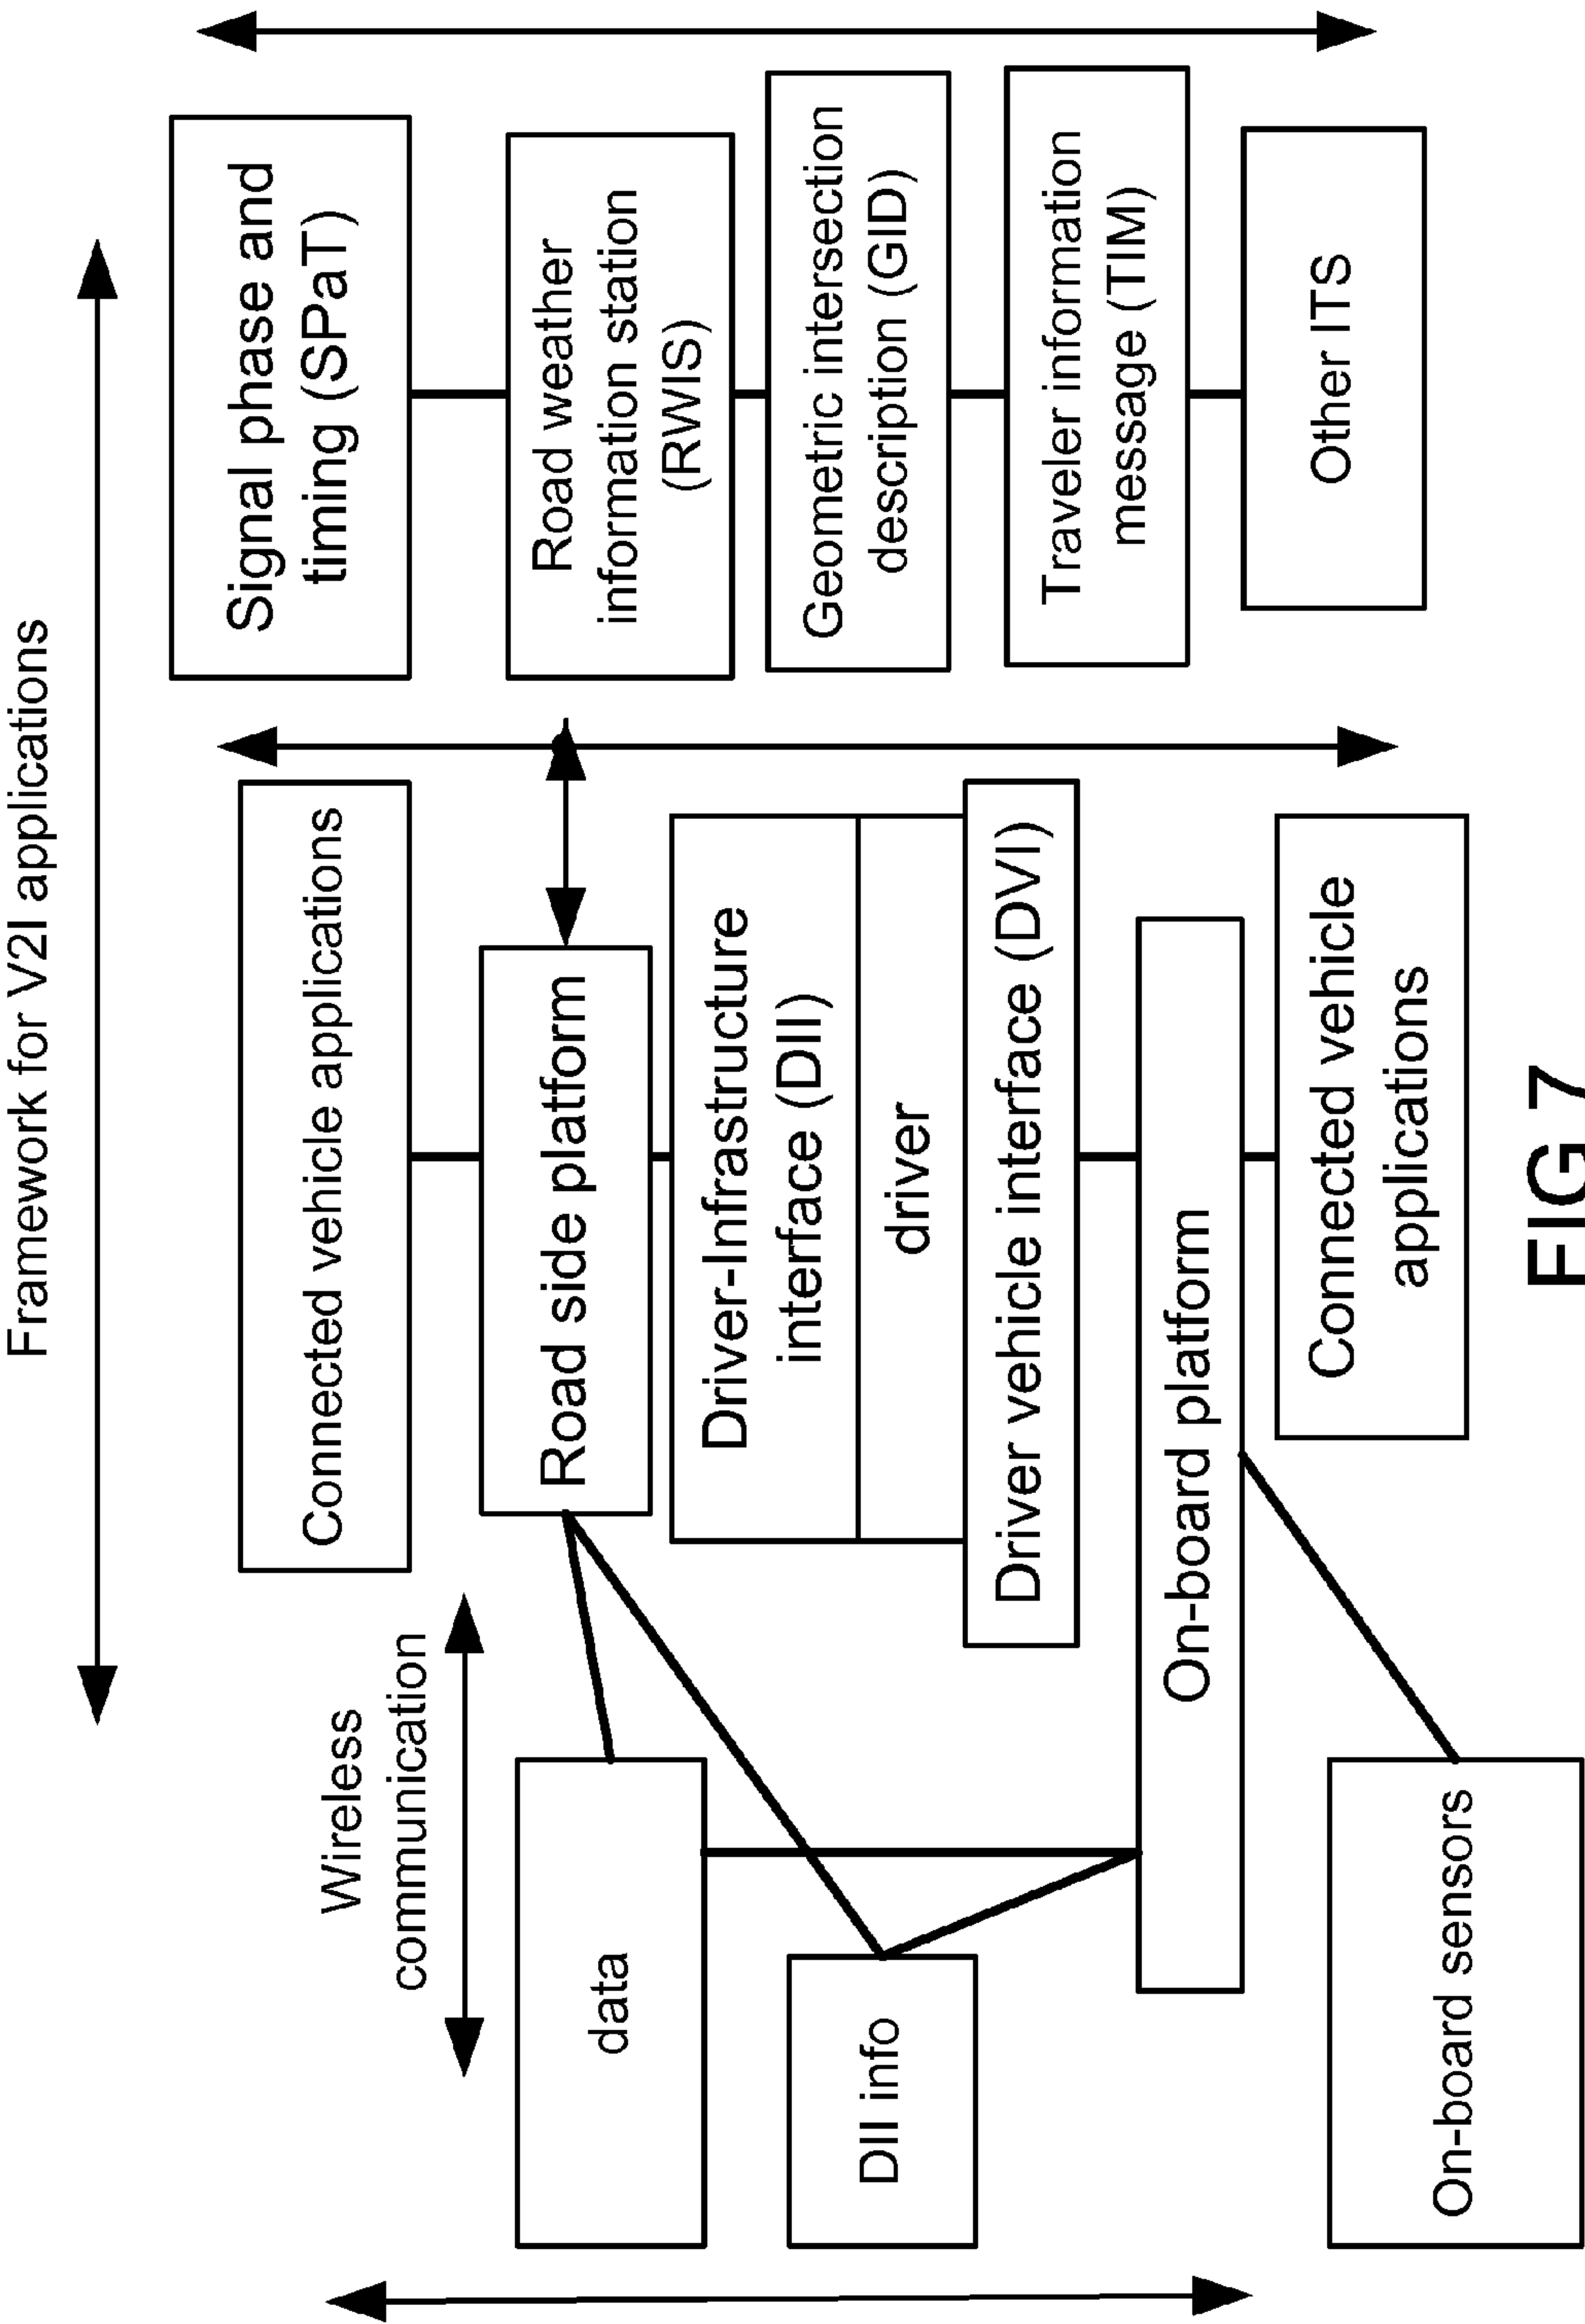 Framework for V2I applications
Wireless
communication
data
DII info
On-board sensors
Connected vehicle applications
Road side platform
Driver-Infrastructure
interface (DII)
driver
Driver vehicle interface (DVI)
On-board platform
Connected vehicle
applications
Signal phase and
timing (SPaT)
Road weather
information station
(RWIS)
Geometric intersection
description (GID)
Traveler information
message (TIM)
Other ITS
FIG 7